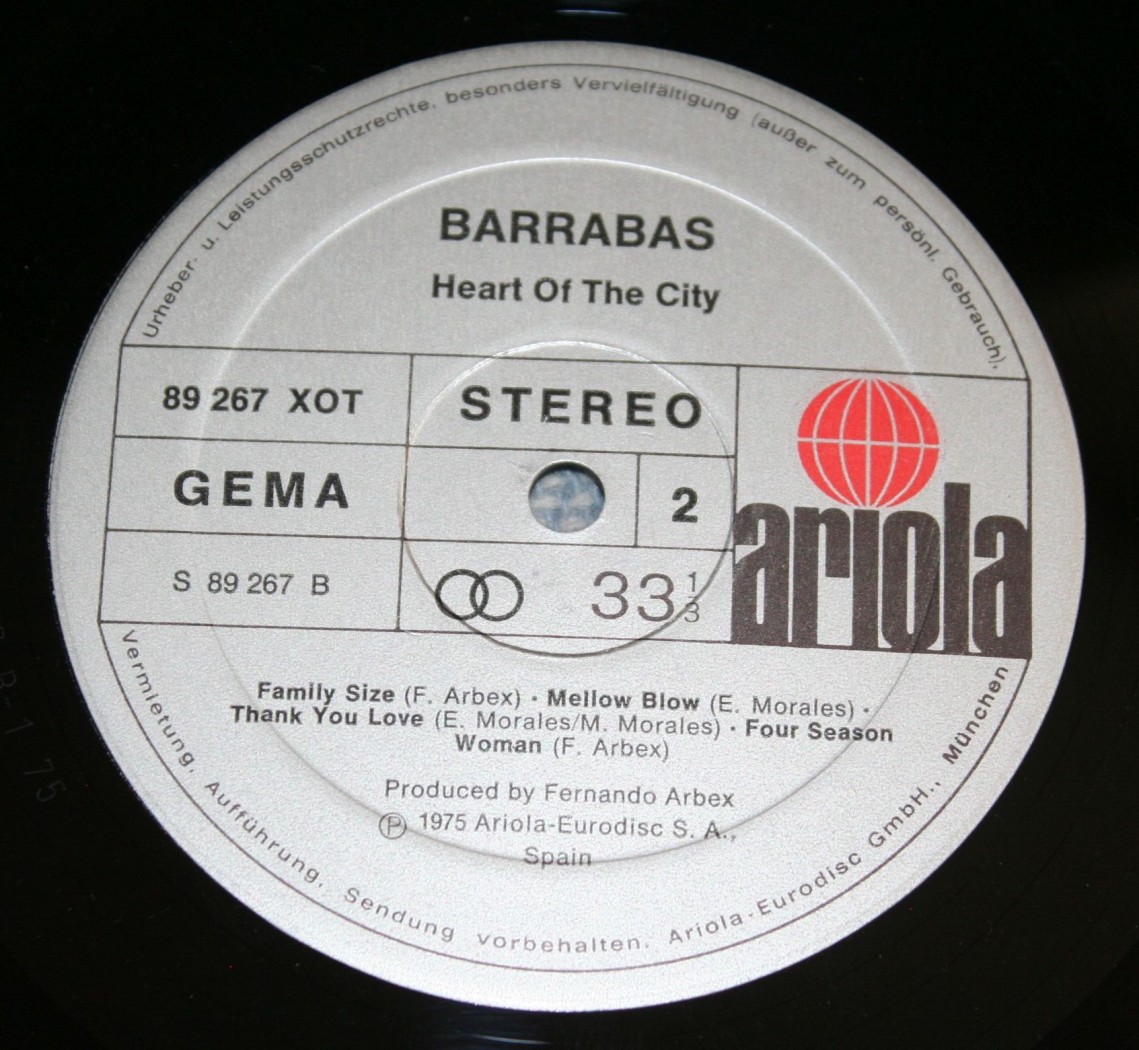 Urheber- u. Leistungsschutzrechte, besonders Vervielfältigung (außer zum persönl. Gebrauch),
BARRABAS
Heart Of The City
89 267 XOT
STEREO
GEMA
2
ariola
S 89 267 B
33 1/3
Family Size (F. Arbex) · Mellow Blow (E. Morales) ·
Thank You Love (E. Morales/M. Morales) · Four Season
Woman (F. Arbex)
Produced by Fernando Arbex
Ⓟ 1975 Ariola-Eurodisc S. A.,
Spain
Vermietung, Aufführung, Sendung vorbehalten. Ariola-Eurodisc GmbH., München